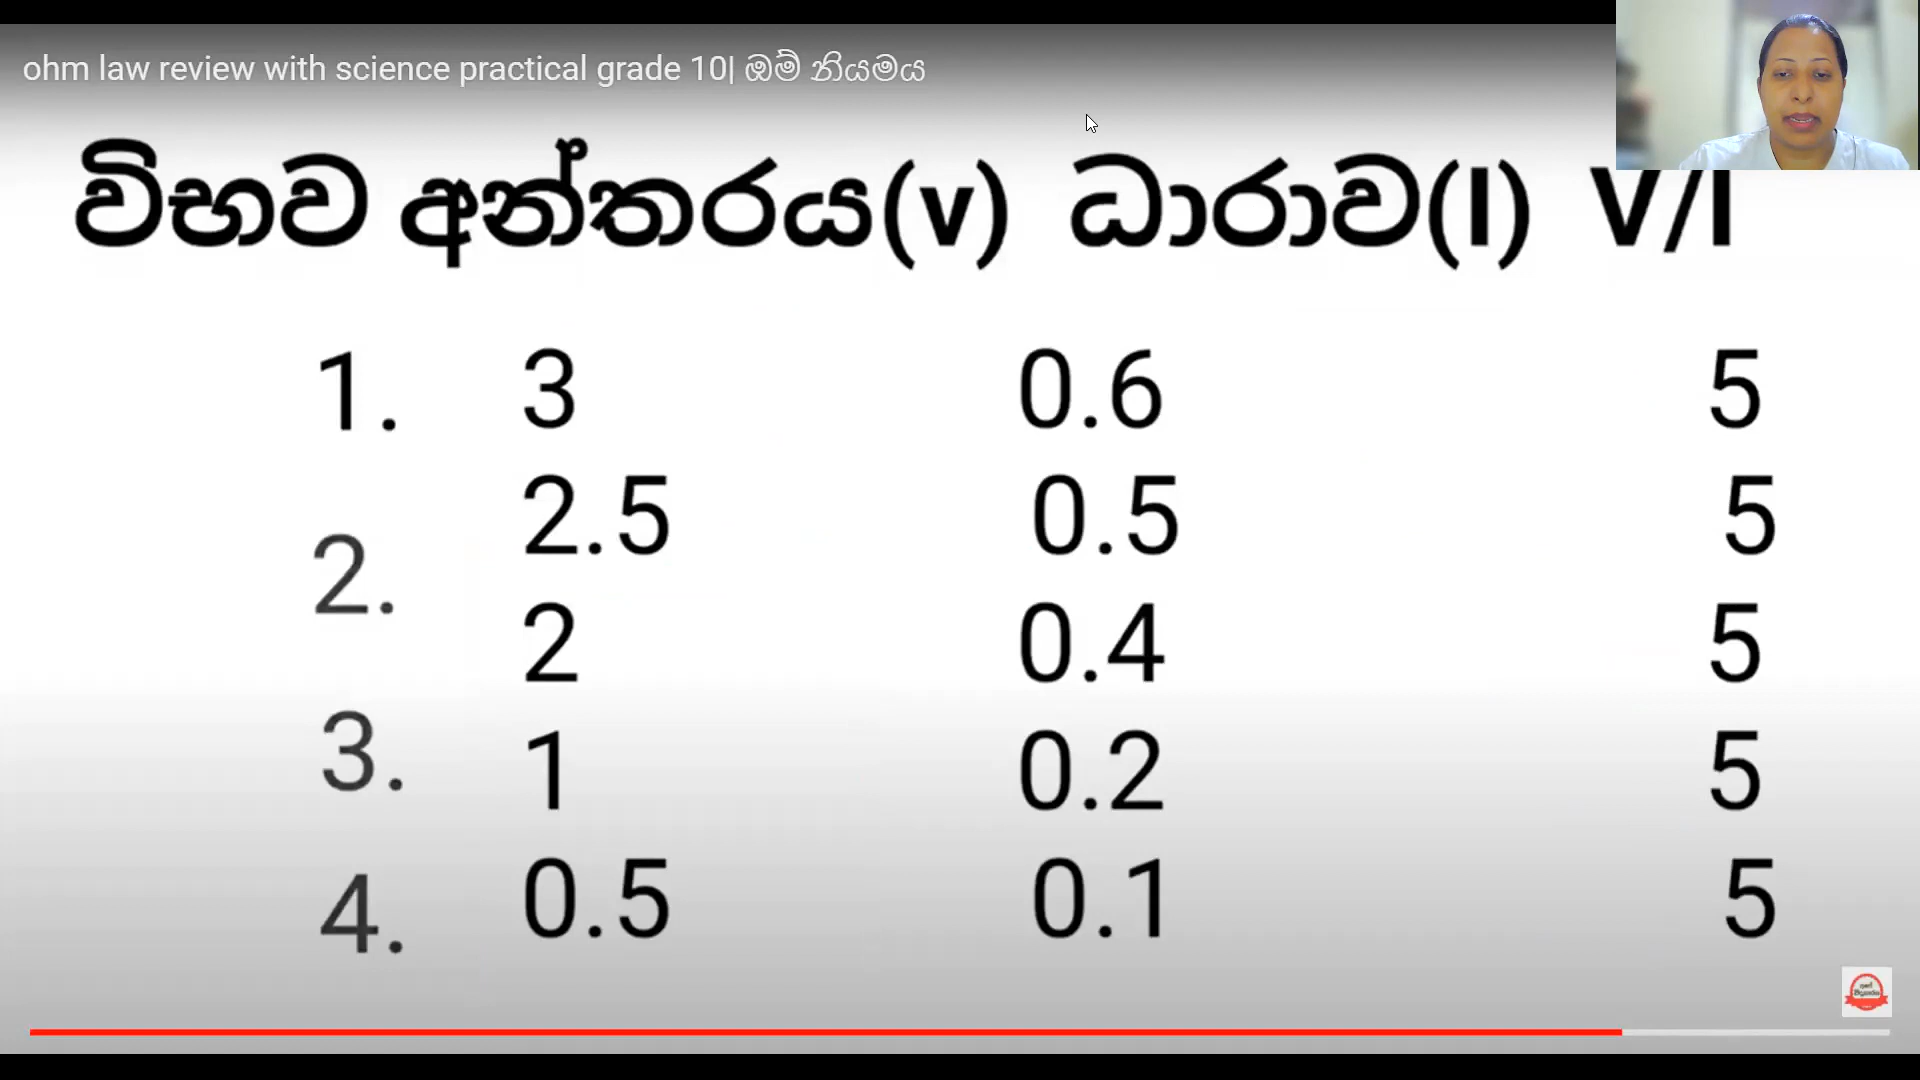 ohm law review with science practical grade 10| ඔම් නියමය
විභව අන්තරය(v) ධාරාව(I) V/I
1. 3 0.6 5
2.5 0.5 5
2.
2 0.4 5
3. 1 0.2 5
4. 0.5 0.1 5